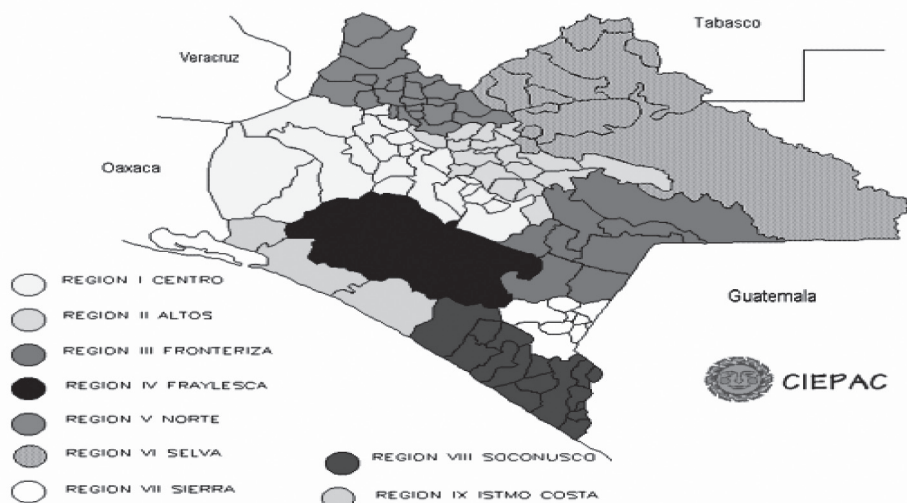 Tabasco
Veracruz
Oaxaca
Guatemala
REGION I CENTRO
REGION II ALTOS
REGION III FRONTERIZA
REGION IV FRAYLESCA
REGION V NORTE
REGION VI SELVA
REGION VII SIERRA
REGION VIII SOCONUSCO
REGION IX ISTMO COSTA
CIEPAC